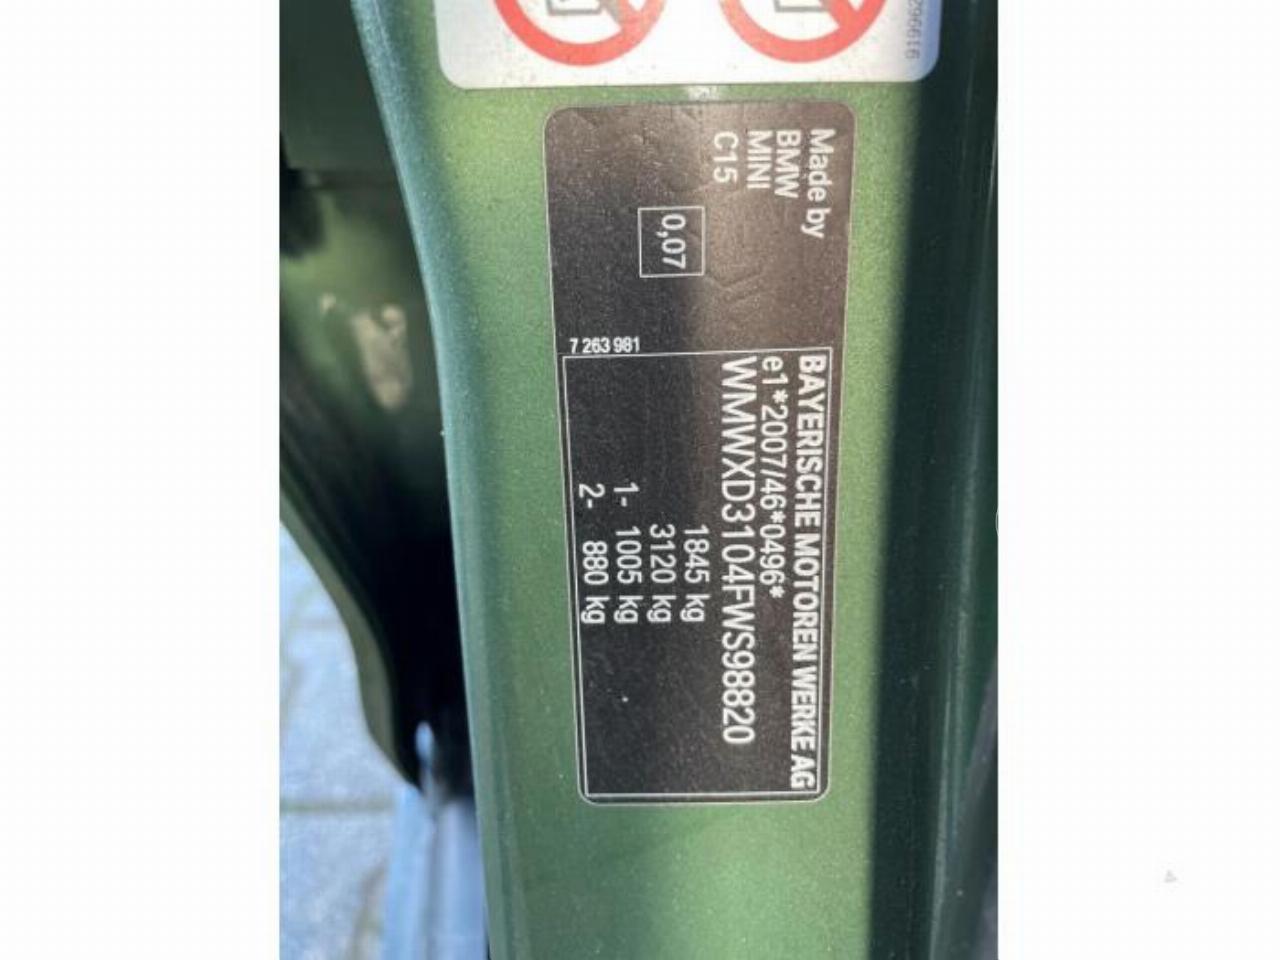 296616
Made by
BMW
MINI
C15
0,07
7 263 981
BAYERISCHE MOTOREN WERKE AG
e1*2007/46*0496*
WMWXD3104FWS98820
1845 kg
3120 kg
1- 1005 kg
2- 880 kg